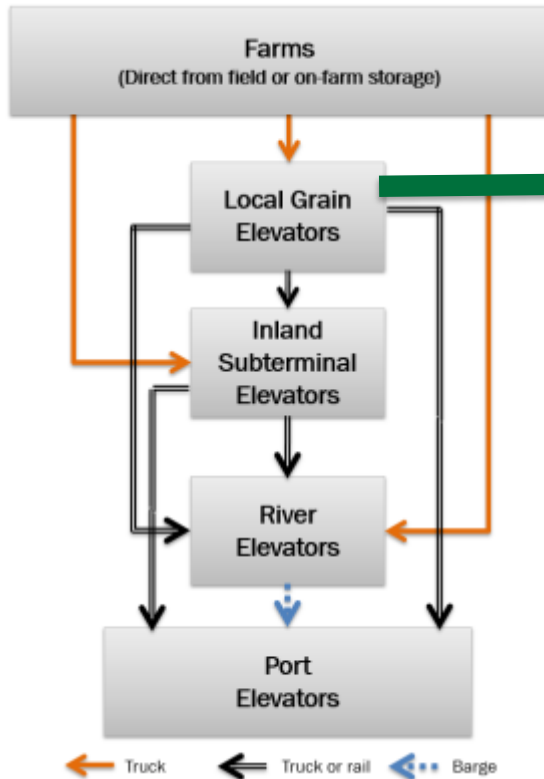 Farms
(Direct from field or on-farm storage)
Local Grain
Elevators
Inland
Subterminal
Elevators
River
Elevators
Port
Elevators
Truck
Truck or rail
Barge